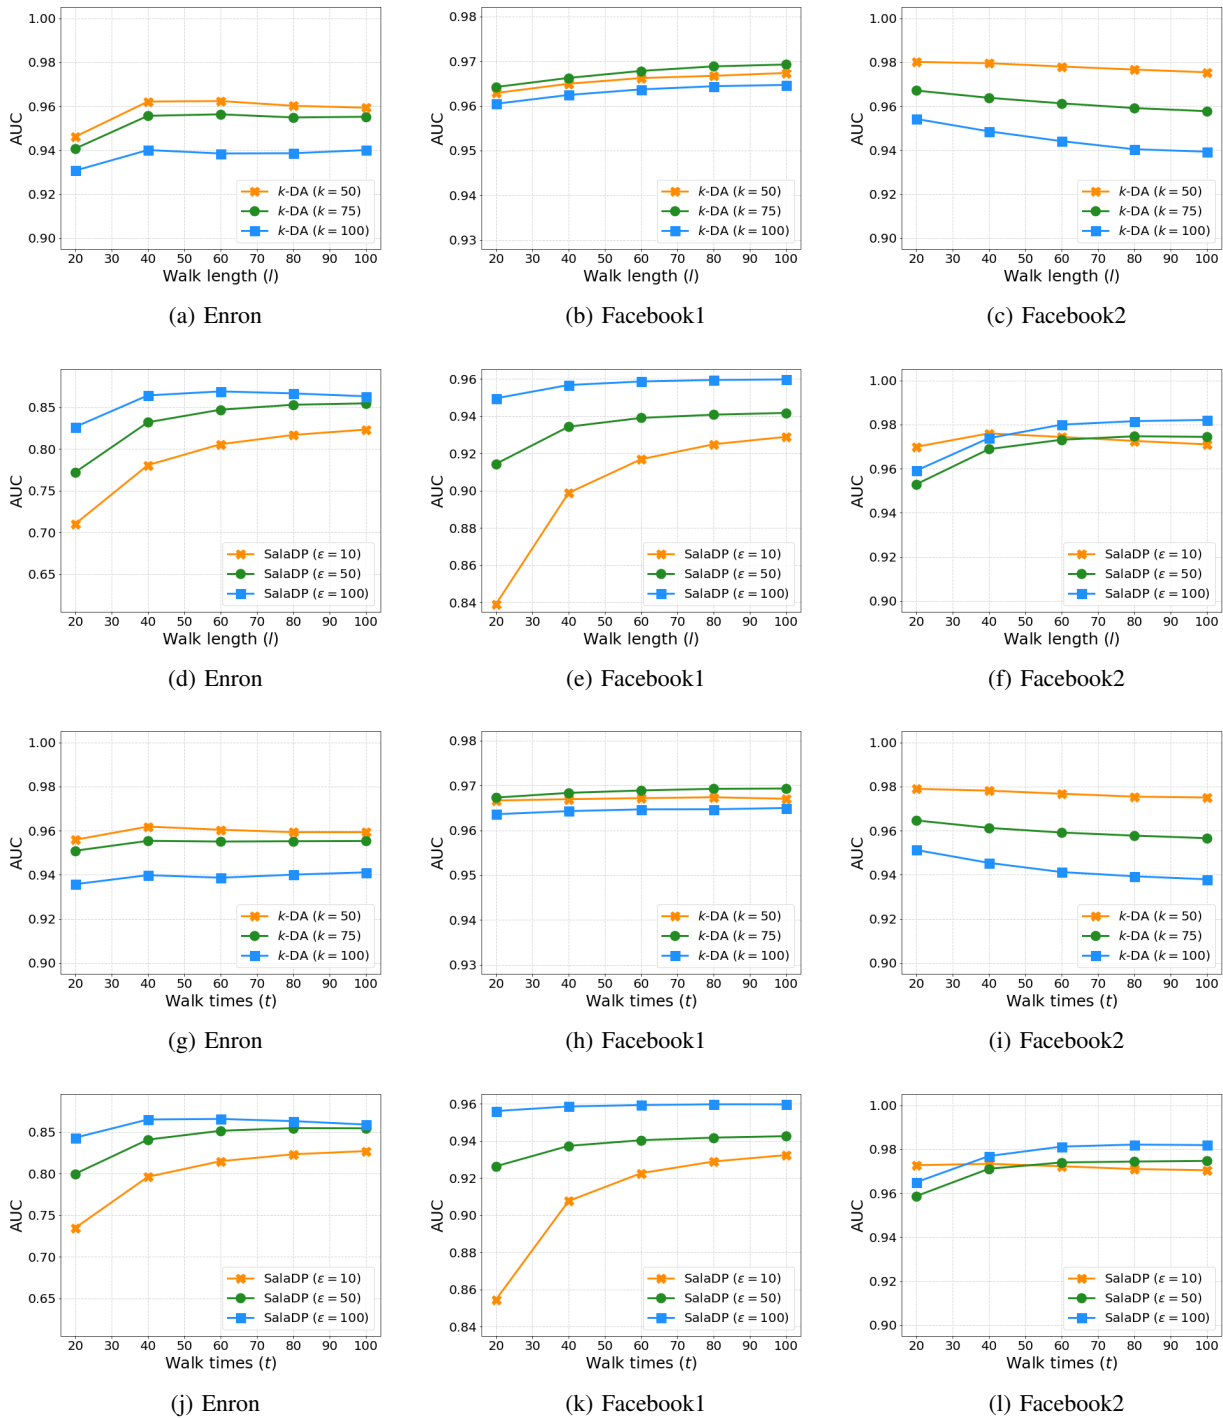 1.00
0.98
0.96
0.94
0.92
0.90
AUC
k-DA (k = 50)
k-DA (k = 75)
k-DA (k = 100)
20 30 40 50 60 70 80 90 100
Walk length (l)
(a) Enron
0.98
0.97
0.96
0.95
0.94
0.93
AUC
k-DA (k = 50)
k-DA (k = 75)
k-DA (k = 100)
20 30 40 50 60 70 80 90 100
Walk length (l)
(b) Facebook1
1.00
0.98
0.96
0.94
0.92
0.90
AUC
k-DA (k = 50)
k-DA (k = 75)
k-DA (k = 100)
20 30 40 50 60 70 80 90 100
Walk length (l)
(c) Facebook2
0.85
0.80
0.75
0.70
0.65
AUC
SalaDP (ε = 10)
SalaDP (ε = 50)
SalaDP (ε = 100)
20 30 40 50 60 70 80 90 100
Walk length (l)
(d) Enron
0.96
0.94
0.92
0.90
0.88
0.86
0.84
AUC
SalaDP (ε = 10)
SalaDP (ε = 50)
SalaDP (ε = 100)
20 30 40 50 60 70 80 90 100
Walk length (l)
(e) Facebook1
1.00
0.98
0.96
0.94
0.92
0.90
AUC
SalaDP (ε = 10)
SalaDP (ε = 50)
SalaDP (ε = 100)
20 30 40 50 60 70 80 90 100
Walk length (l)
(f) Facebook2
1.00
0.98
0.96
0.94
0.92
0.90
AUC
k-DA (k = 50)
k-DA (k = 75)
k-DA (k = 100)
20 30 40 50 60 70 80 90 100
Walk times (t)
(g) Enron
0.98
0.97
0.96
0.95
0.94
0.93
AUC
k-DA (k = 50)
k-DA (k = 75)
k-DA (k = 100)
20 30 40 50 60 70 80 90 100
Walk times (t)
(h) Facebook1
1.00
0.98
0.96
0.94
0.92
0.90
AUC
k-DA (k = 50)
k-DA (k = 75)
k-DA (k = 100)
20 30 40 50 60 70 80 90 100
Walk times (t)
(i) Facebook2
0.85
0.80
0.75
0.70
0.65
AUC
SalaDP (ε = 10)
SalaDP (ε = 50)
SalaDP (ε = 100)
20 30 40 50 60 70 80 90 100
Walk times (t)
(j) Enron
0.96
0.94
0.92
0.90
0.88
0.86
0.84
AUC
SalaDP (ε = 10)
SalaDP (ε = 50)
SalaDP (ε = 100)
20 30 40 50 60 70 80 90 100
Walk times (t)
(k) Facebook1
1.00
0.98
0.96
0.94
0.92
0.90
AUC
SalaDP (ε = 10)
SalaDP (ε = 50)
SalaDP (ε = 100)
20 30 40 50 60 70 80 90 100
Walk times (t)
(l) Facebook2